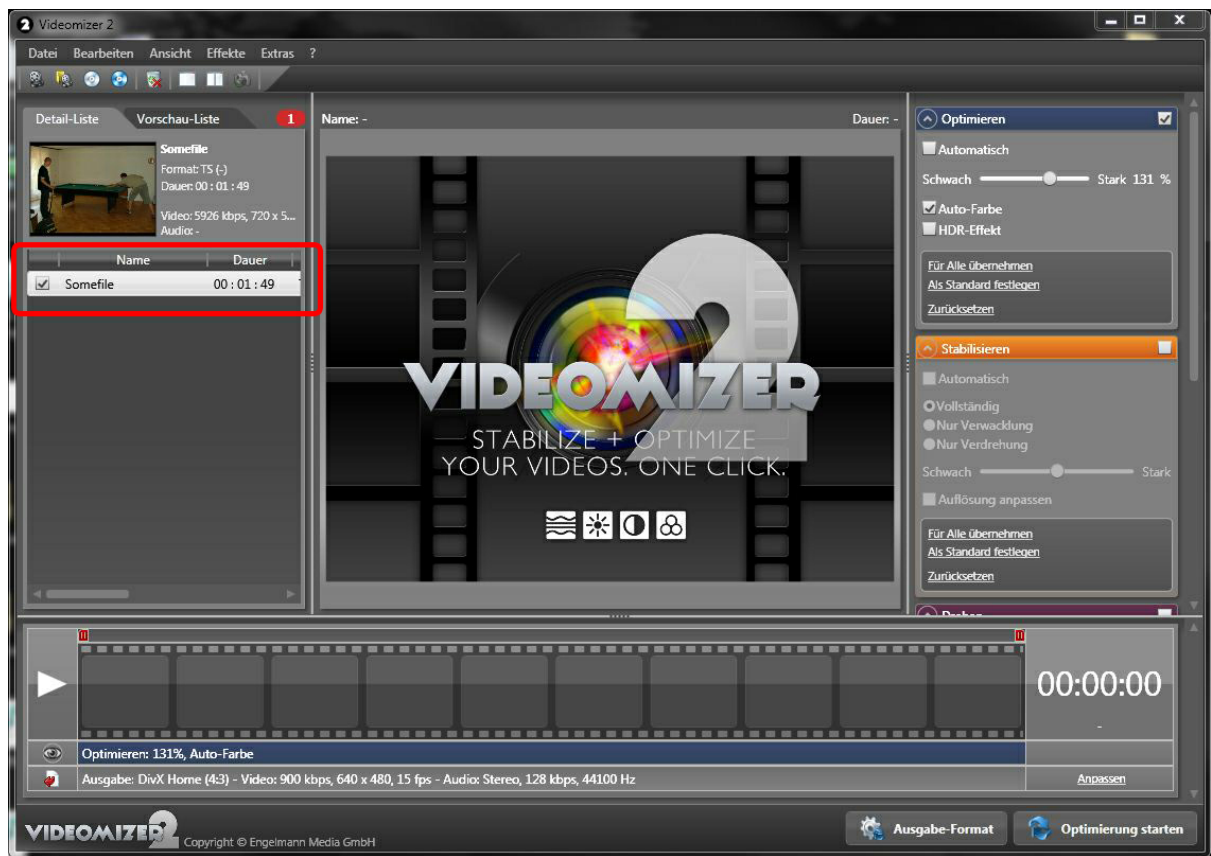 Videomizer 2
Datei Bearbeiten Ansicht Effekte Extras ?
Detail-Liste Vorschau-Liste 1
Somefile
Format: TS (-)
Dauer: 00 : 01 : 49
Video: 5926 kbps, 720 x 5...
Audio: -
Name Dauer
Somefile 00 : 01 : 49
Name: - Dauer: -
2
VIDEOMIZER
STABILIZE + OPTIMIZE
YOUR VIDEOS. ONE CLICK.
Optimieren
Automatisch
Schwach Stark 131 %
Auto-Farbe
HDR-Effekt
Für Alle übernehmen
Als Standard festlegen
Zurücksetzen
Stabilisieren
Automatisch
Vollständig
Nur Verwacklung
Nur Verdrehung
Schwach Stark
Auflösung anpassen
Für Alle übernehmen
Als Standard festlegen
Zurücksetzen
00:00:00
-
Optimieren: 131%, Auto-Farbe
Ausgabe: DivX Home (4:3) - Video: 900 kbps, 640 x 480, 15 fps - Audio: Stereo, 128 kbps, 44100 Hz
Anpassen
VIDEOMIZER 2
Copyright © Engelmann Media GmbH
Ausgabe-Format
Optimierung starten